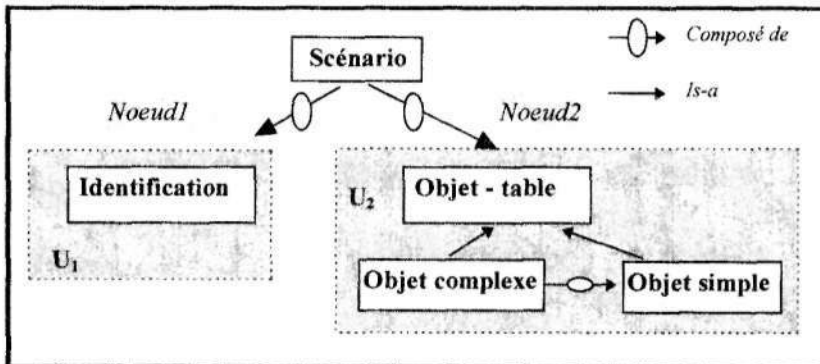 Scénario
Composé de
Is-a
Noeud1
Noeud2
Identification
U₁
U₂
Objet - table
Objet complexe
Objet simple